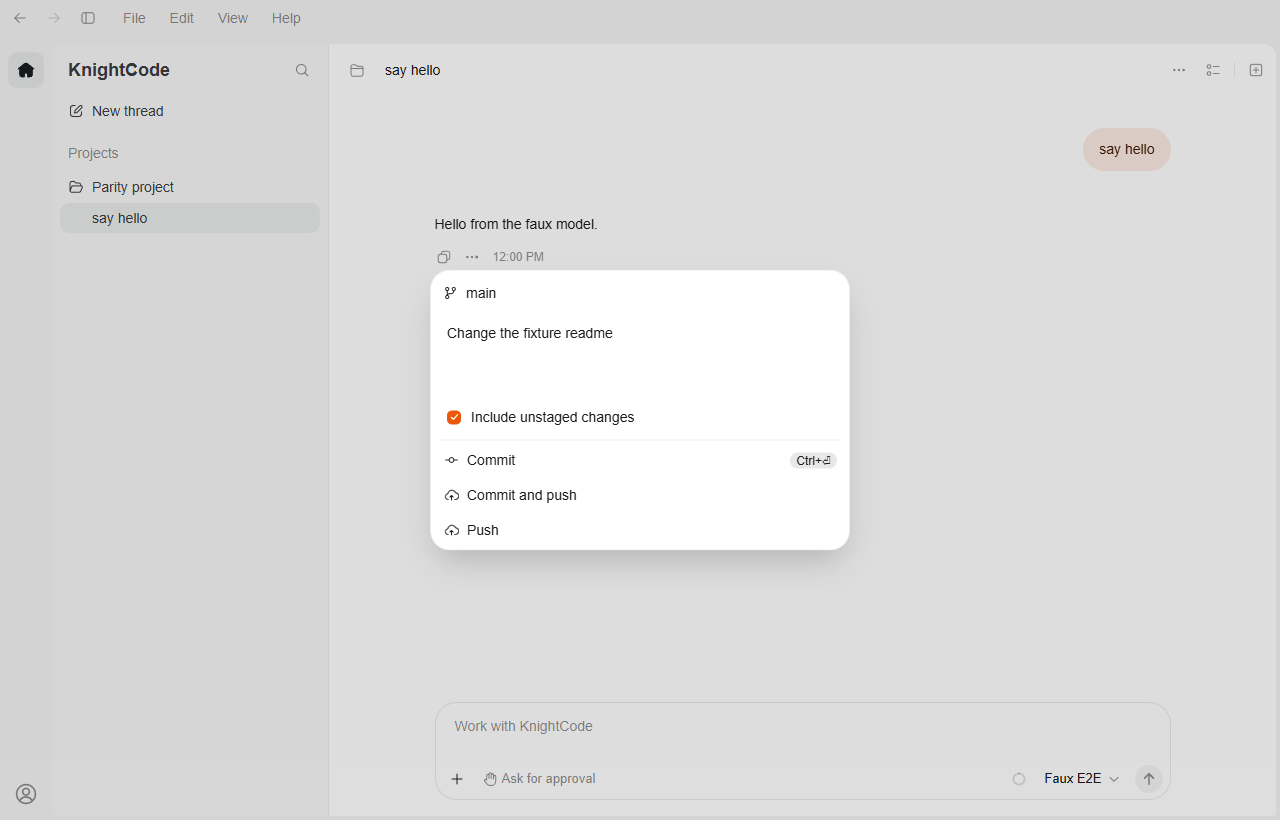 File Edit View Help
KnightCode
New thread
Projects
Parity project
say hello
say hello
say hello
Hello from the faux model.
12:00 PM
main
Change the fixture readme
Include unstaged changes
Commit Ctrl+⏎
Commit and push
Push
Work with KnightCode
Ask for approval
Faux E2E